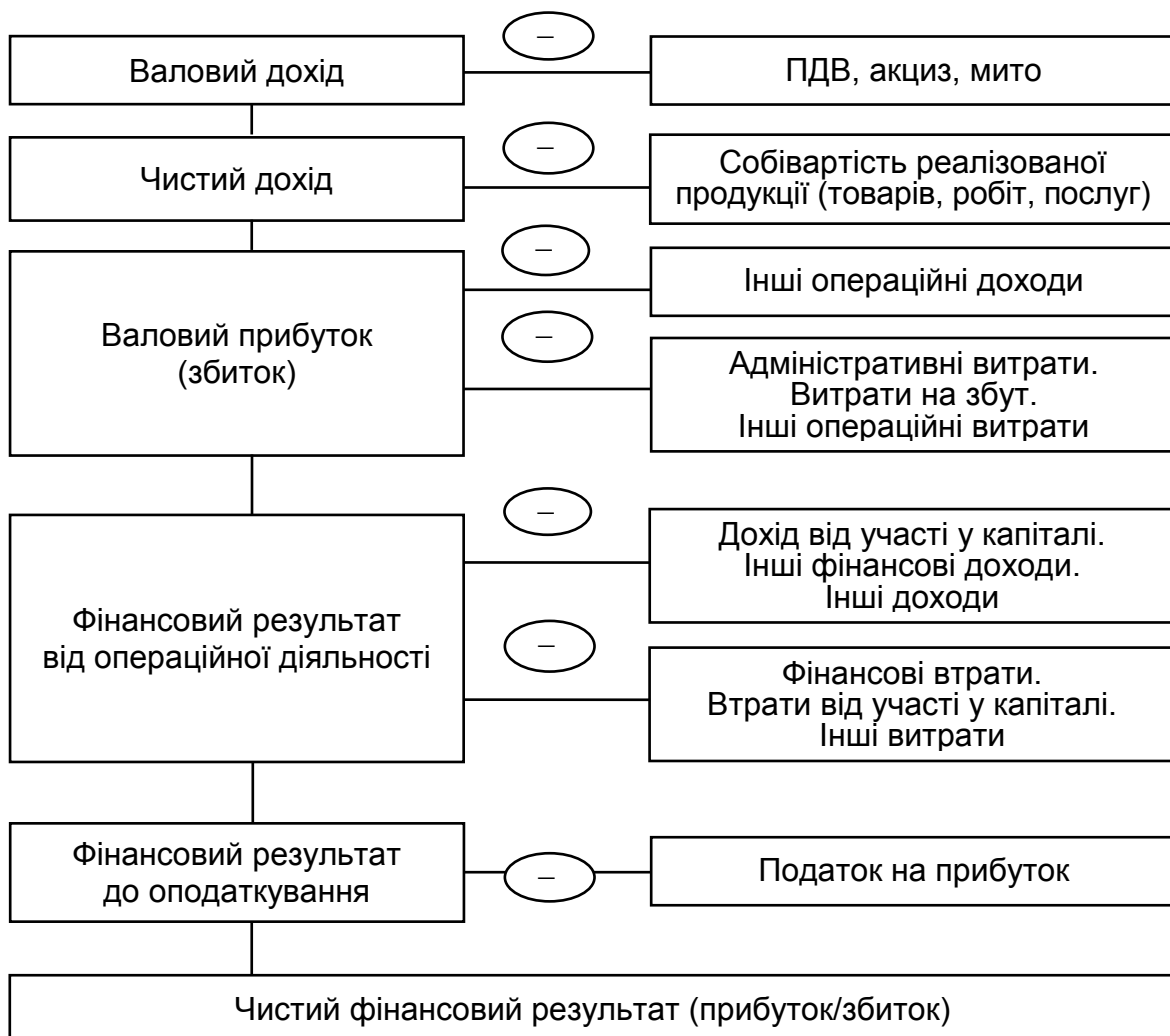 –
Валовий дохід
ПДВ, акциз, мито
–
Чистий дохід
Собівартість реалізованої
продукції (товарів, робіт, послуг)
–
Інші операційні доходи
Валовий прибуток
(збиток)
–
Адміністративні витрати.
Витрати на збут.
Інші операційні витрати
–
Дохід від участі у капіталі.
Інші фінансові доходи.
Інші доходи
Фінансовий результат
від операційної діяльності
–
Фінансові втрати.
Втрати від участі у капіталі.
Інші витрати
Фінансовий результат
до оподаткування
–
Податок на прибуток
Чистий фінансовий результат (прибуток/збиток)